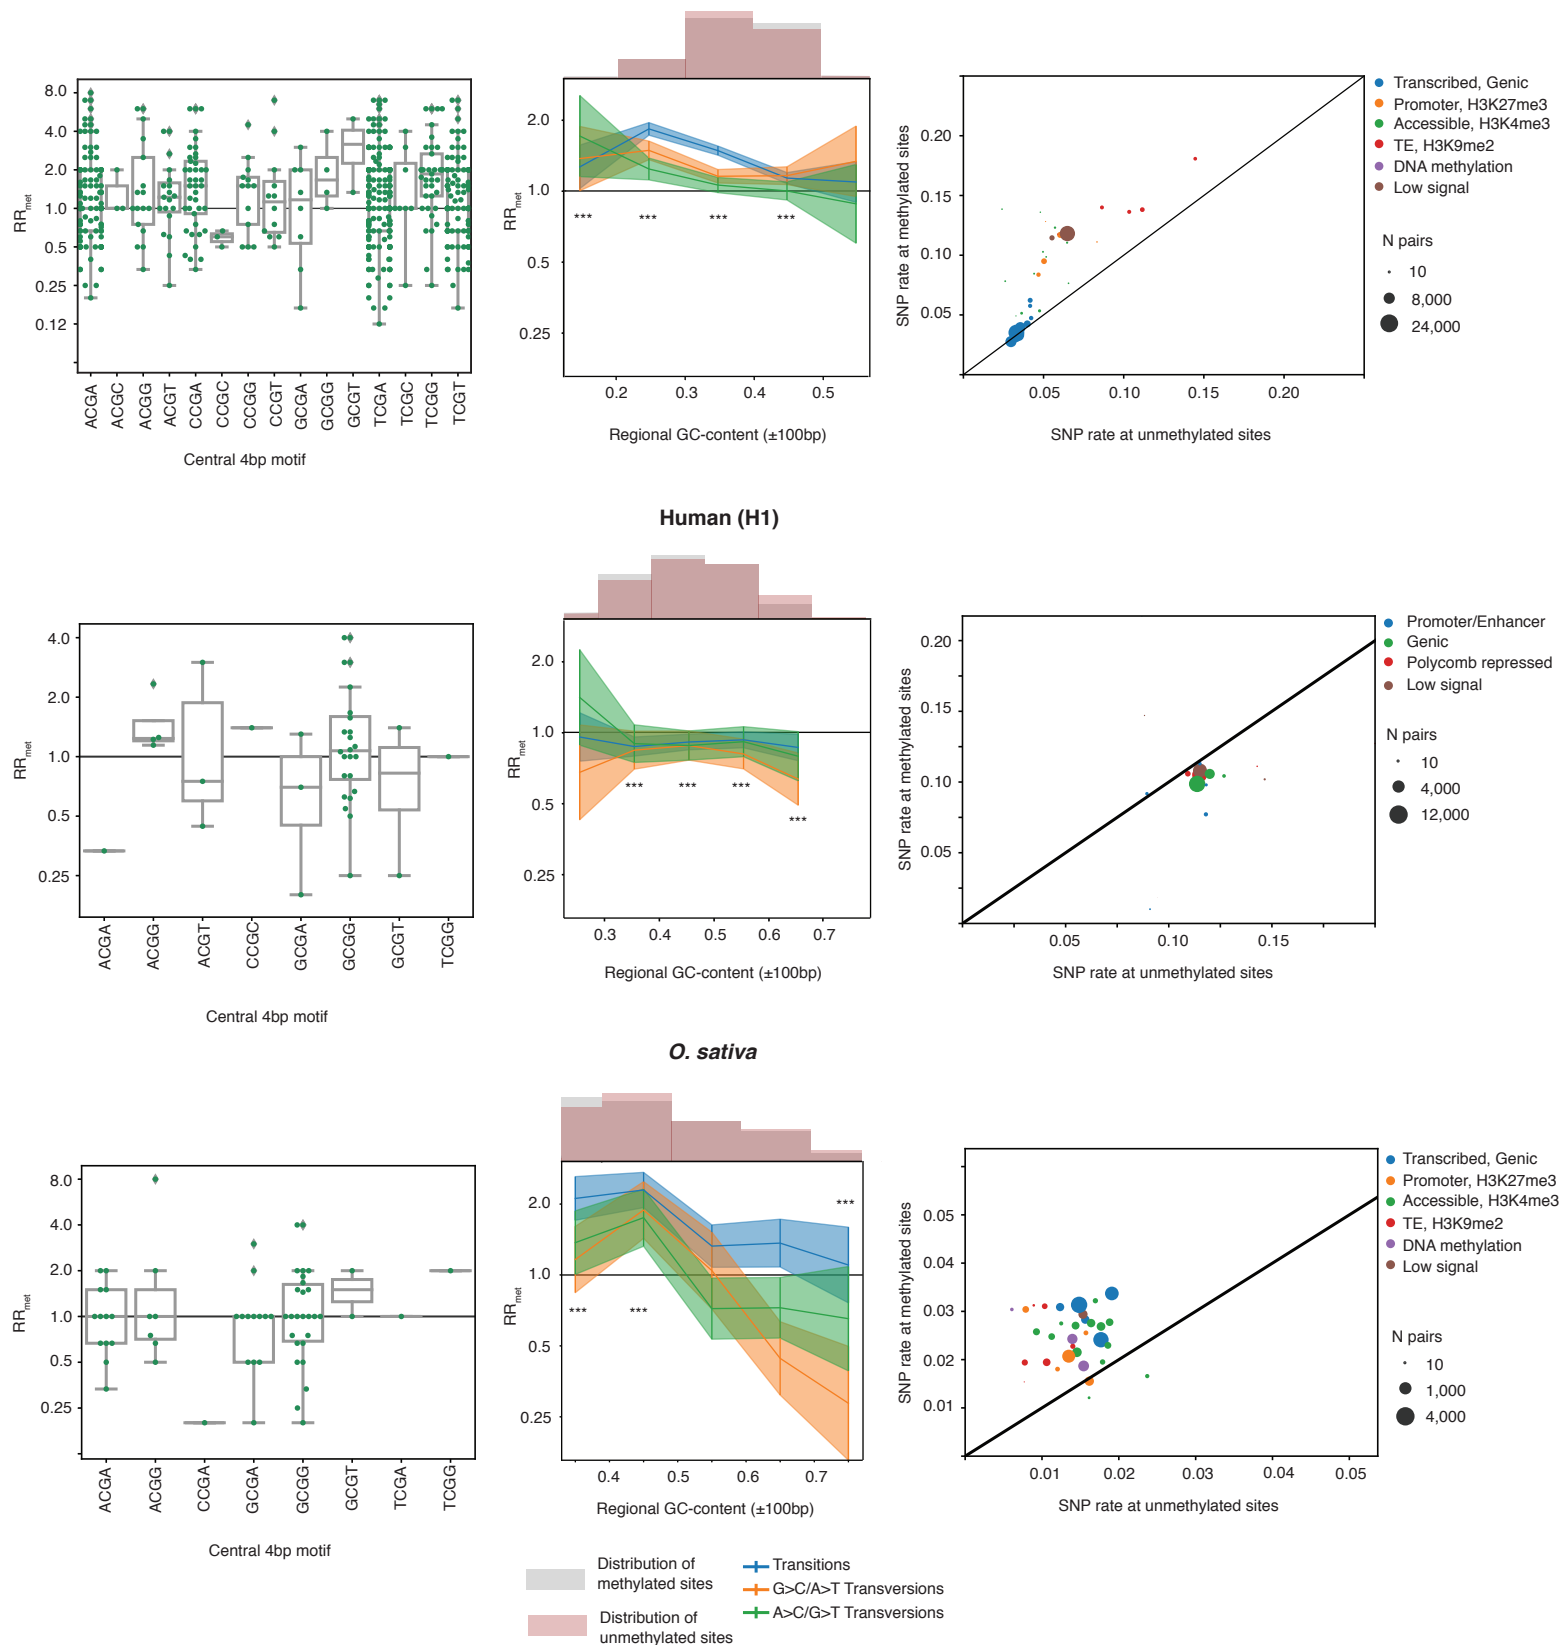 8.0
4.0
2.0
1.0
0.5
0.25
0.12
RRmet
ACGA
ACGC
ACGG
ACGT
CCGA
CCGC
CCGG
CCGT
GCGA
GCGG
GCGT
TCGA
TCGC
TCGG
TCGT
Central 4bp motif
2.0
1.0
0.5
0.25
RRmet
***
***
***
***
0.2
0.3
0.4
0.5
Regional GC-content (±100bp)
0.20
0.15
0.10
0.05
SNP rate at methylated sites
0.05
0.10
0.15
0.20
SNP rate at unmethylated sites
Transcribed, Genic
Promoter, H3K27me3
Accessible, H3K4me3
TE, H3K9me2
DNA methylation
Low signal
N pairs
10
8,000
24,000
Human (H1)
4.0
2.0
1.0
0.5
0.25
RRmet
ACGA
ACGG
ACGT
CCGC
GCGA
GCGG
GCGT
TCGG
Central 4bp motif
2.0
1.0
0.5
0.25
RRmet
***
***
***
***
0.3
0.4
0.5
0.6
0.7
Regional GC-content (±100bp)
0.20
0.15
0.10
0.05
SNP rate at methylated sites
0.05
0.10
0.15
SNP rate at unmethylated sites
Promoter/Enhancer
Genic
Polycomb repressed
Low signal
N pairs
10
4,000
12,000
O. sativa
8.0
4.0
2.0
1.0
0.5
0.25
RRmet
ACGA
ACGG
CCGA
GCGA
GCGG
GCGT
TCGA
TCGG
Central 4bp motif
2.0
1.0
0.5
0.25
RRmet
***
***
***
0.4
0.5
0.6
0.7
Regional GC-content (±100bp)
0.05
0.04
0.03
0.02
0.01
SNP rate at methylated sites
0.01
0.02
0.03
0.04
0.05
SNP rate at unmethylated sites
Transcribed, Genic
Promoter, H3K27me3
Accessible, H3K4me3
TE, H3K9me2
DNA methylation
Low signal
N pairs
10
1,000
4,000
Distribution of
methylated sites
Distribution of
unmethylated sites
Transitions
G>C/A>T Transversions
A>C/G>T Transversions